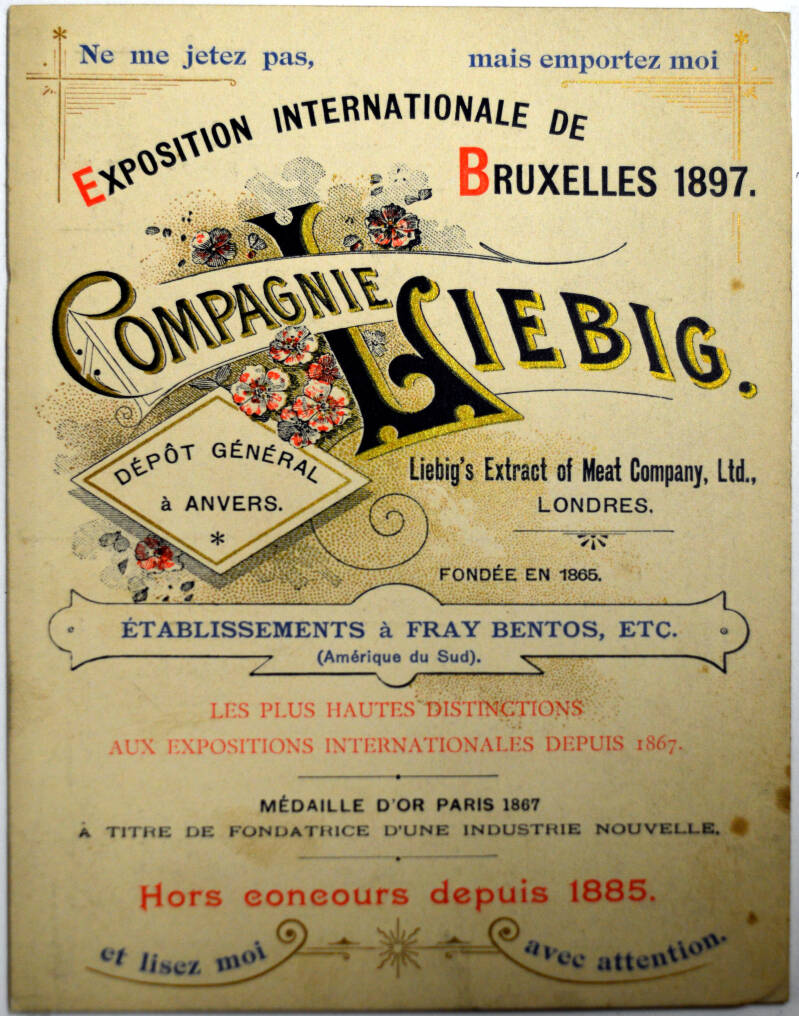 Ne me jetez pas, mais emportez moi
EXPOSITION INTERNATIONALE DE
BRUXELLES 1897.
COMPAGNIE LIEBIG.
DÉPÔT GÉNÉRAL
à ANVERS.
*
Liebig's Extract of Meat Company, Ltd.,
LONDRES.
FONDÉE EN 1865.
ÉTABLISSEMENTS à FRAY BENTOS, ETC.
(Amérique du Sud).
LES PLUS HAUTES DISTINCTIONS
AUX EXPOSITIONS INTERNATIONALES DEPUIS 1867.
MÉDAILLE D'OR PARIS 1867
À TITRE DE FONDATRICE D'UNE INDUSTRIE NOUVELLE.
Hors concours depuis 1885.
et lisez moi avec attention.